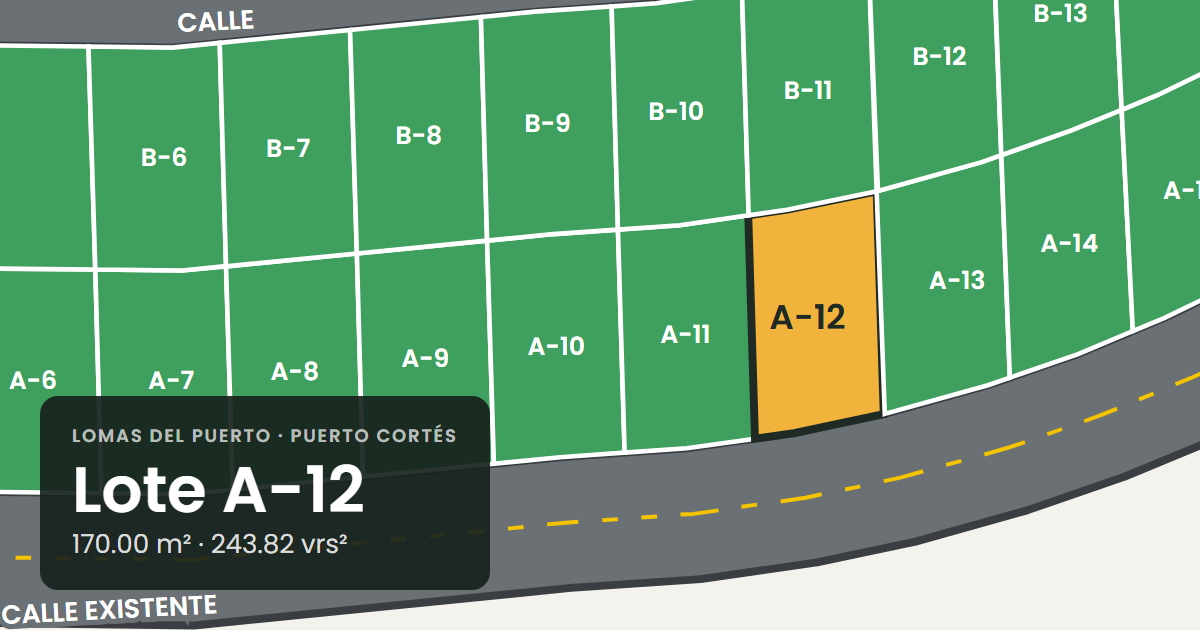 CALLE
B-13
B-12
B-11
B-10
B-9
B-8
B-7
B-6
A-14
A-13
A-12
A-11
A-10
A-9
A-8
A-7
A-6
LOMAS DEL PUERTO · PUERTO CORTÉS
Lote A-12
170.00 m² · 243.82 vrs²
CALLE EXISTENTE